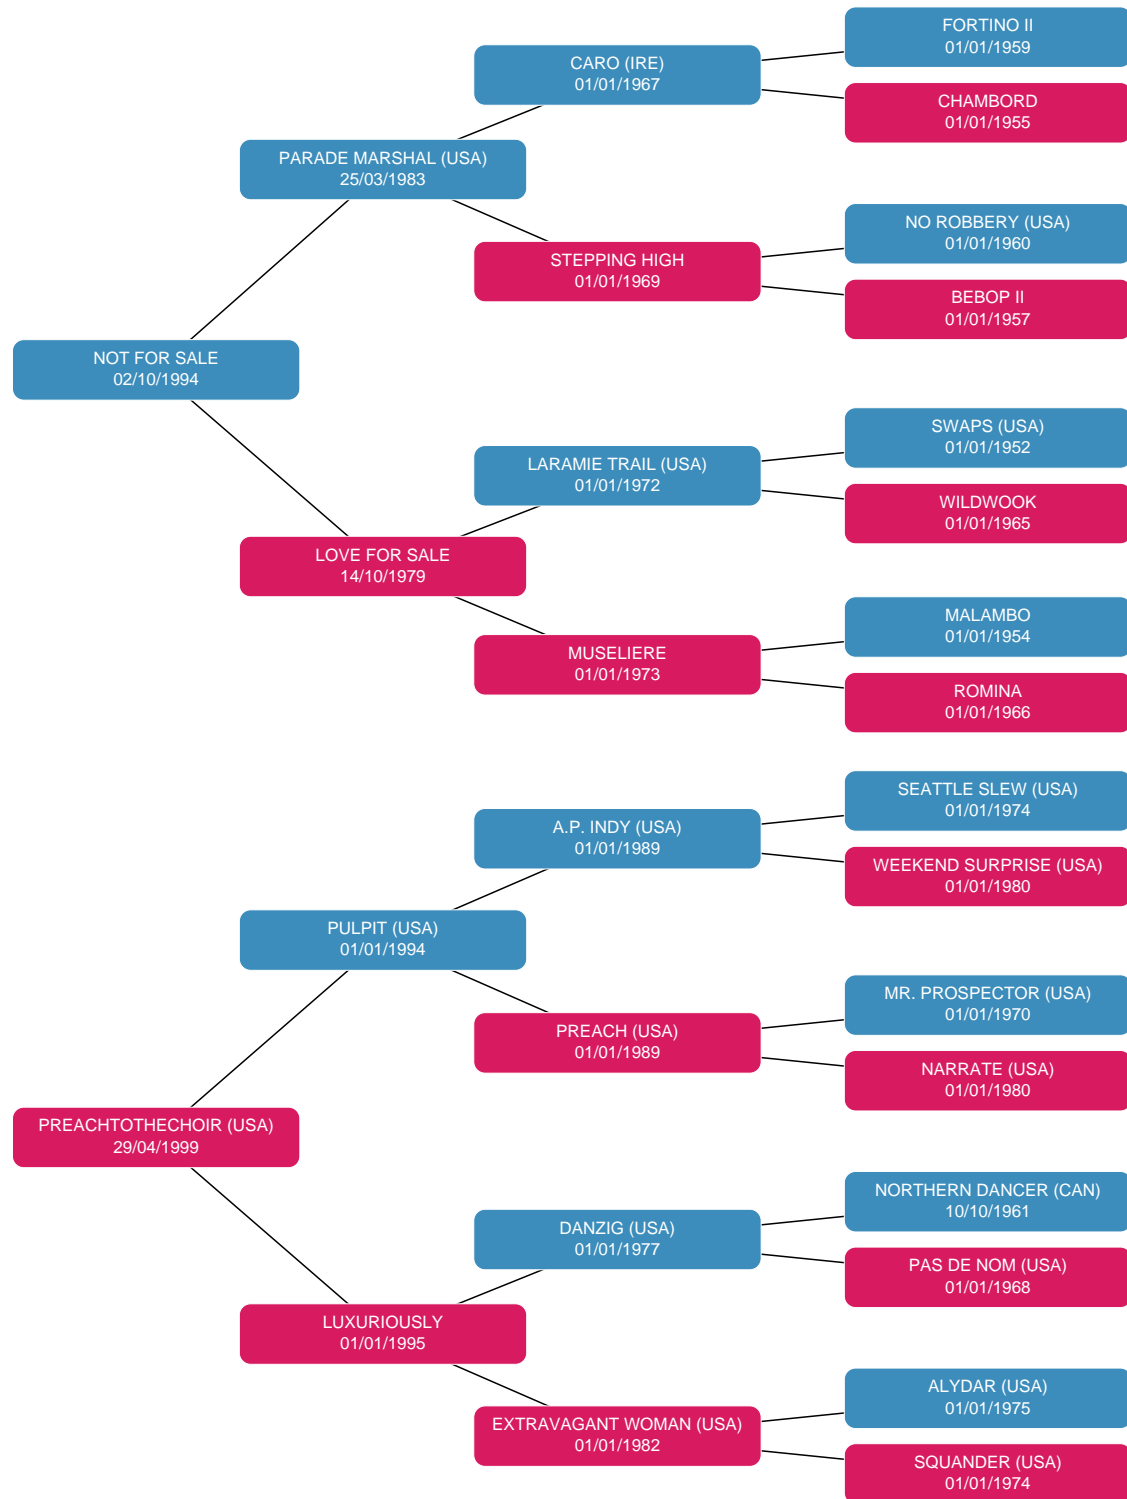 FORTINO II
01/01/1959
CARO (IRE)
01/01/1967
CHAMBORD
01/01/1955
PARADE MARSHAL (USA)
25/03/1983
NO ROBBERY (USA)
01/01/1960
STEPPING HIGH
01/01/1969
BEBOP II
01/01/1957
NOT FOR SALE
02/10/1994
SWAPS (USA)
01/01/1952
LARAMIE TRAIL (USA)
01/01/1972
WILDWOOK
01/01/1965
LOVE FOR SALE
14/10/1979
MALAMBO
01/01/1954
MUSELIERE
01/01/1973
ROMINA
01/01/1966
SEATTLE SLEW (USA)
01/01/1974
A.P. INDY (USA)
01/01/1989
WEEKEND SURPRISE (USA)
01/01/1980
PULPIT (USA)
01/01/1994
MR. PROSPECTOR (USA)
01/01/1970
PREACH (USA)
01/01/1989
NARRATE (USA)
01/01/1980
PREACHTOTHECHOIR (USA)
29/04/1999
NORTHERN DANCER (CAN)
10/10/1961
DANZIG (USA)
01/01/1977
PAS DE NOM (USA)
01/01/1968
LUXURIOUSLY
01/01/1995
ALYDAR (USA)
01/01/1975
EXTRAVAGANT WOMAN (USA)
01/01/1982
SQUANDER (USA)
01/01/1974